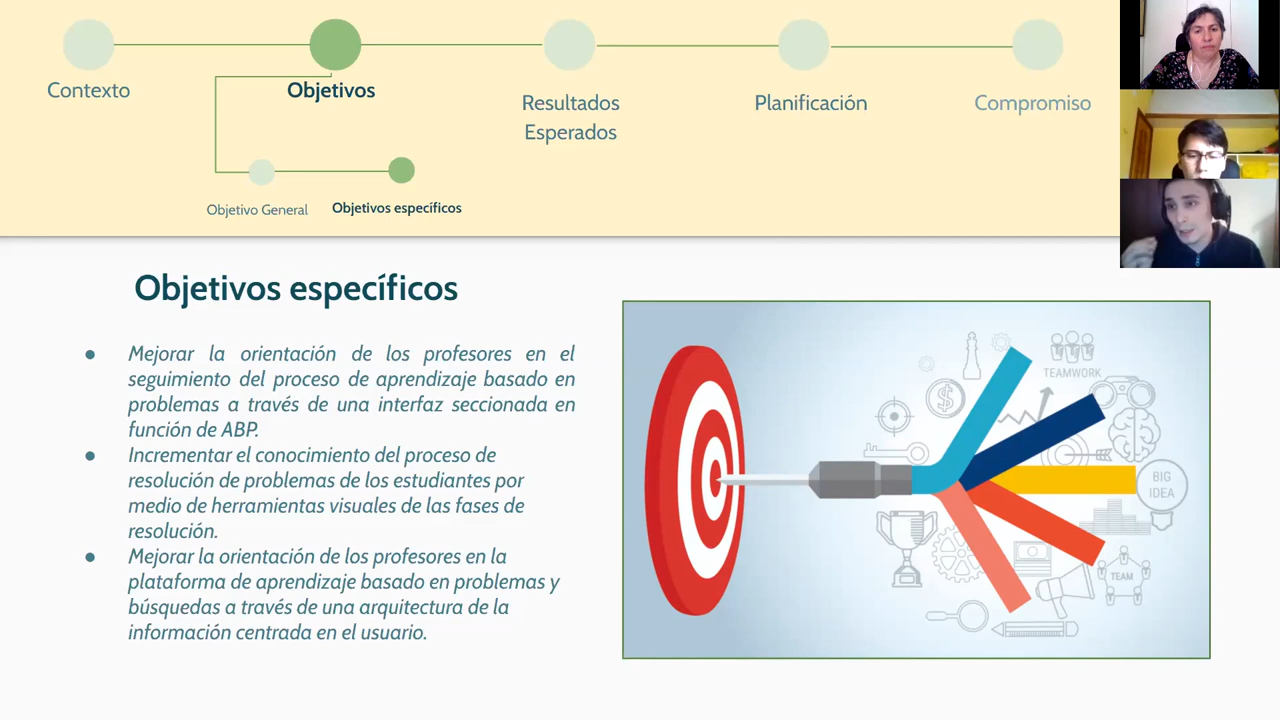 Contexto
Objetivos
Resultados
Esperados
Planificación
Compromiso
Objetivo General
Objetivos específicos
Objetivos específicos
● Mejorar la orientación de los profesores en el
seguimiento del proceso de aprendizaje basado en
problemas a través de una interfaz seccionada en
función de ABP.
● Incrementar el conocimiento del proceso de
resolución de problemas de los estudiantes por
medio de herramientas visuales de las fases de
resolución.
● Mejorar la orientación de los profesores en la
plataforma de aprendizaje basado en problemas y
búsquedas a través de una arquitectura de la
información centrada en el usuario.
TEAMWORK
$
BIG
IDEA
TEAM